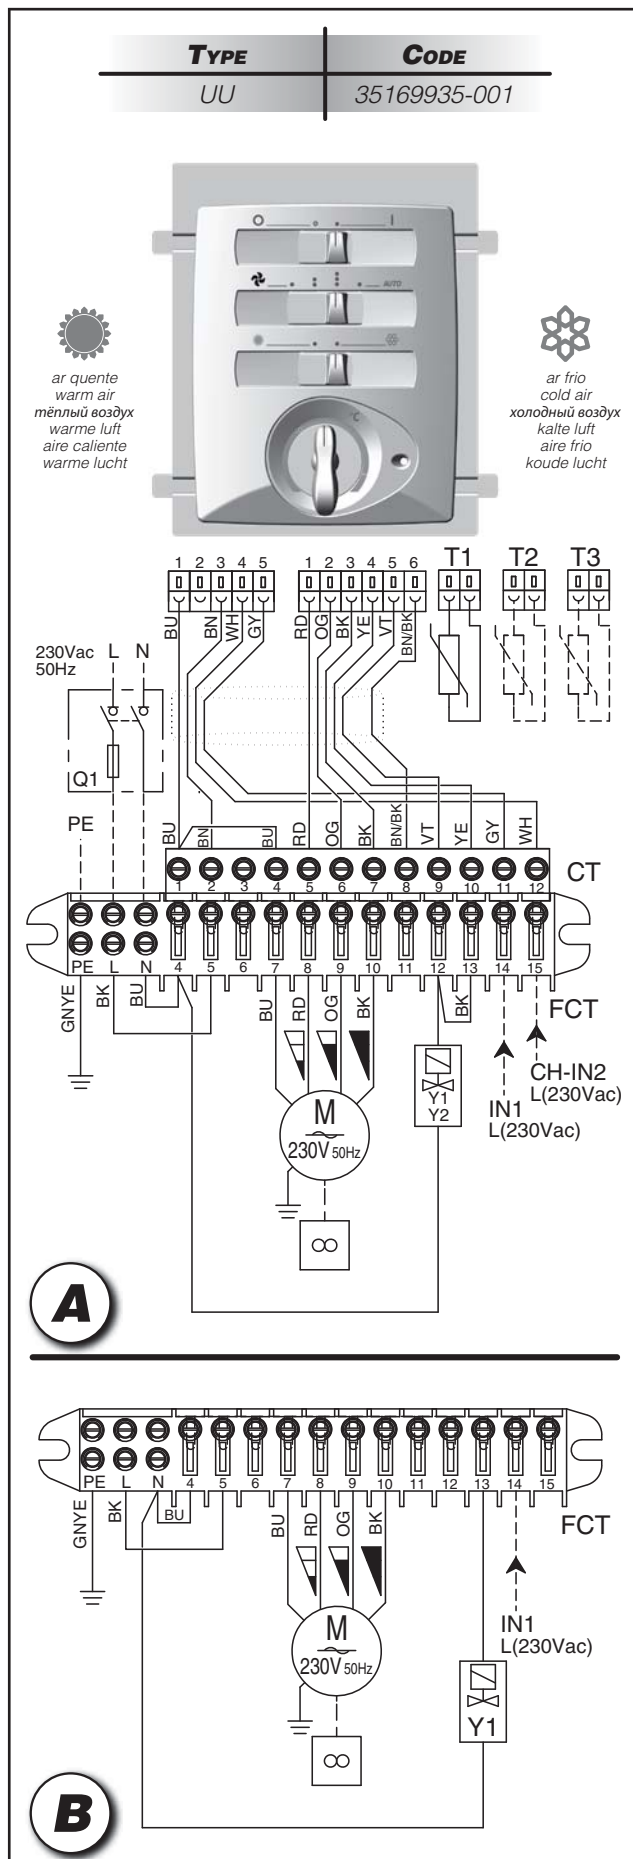 TYPE CODE
UU 35169935-001
I
AUTO
°C
ar quente
warm air
тёплый воздух
warme luft
aire caliente
warme lucht
ar frio
cold air
холодный воздух
kalte luft
aire frio
koude lucht
1 2 3 4 5
1 2 3 4 5 6
T1 T2 T3
BU BN WH GY
RD OG BK YE VT BN/BK
230Vac L N
50Hz
Q1
PE
BU BN BU RD OG BK BN/BK VT YE GY WH
CT
1 2 3 4 5 6 7 8 9 10 11 12
PE L N 4 5 6 7 8 9 10 11 12 13 14 15
FCT
GNYE BK BU BU RD OG BK BK
CH-IN2
L(230Vac)
IN1
L(230Vac)
Y1
Y2
M
230V 50Hz
8
A
PE L N 4 5 6 7 8 9 10 11 12 13 14 15
FCT
GNYE BK BU BU RD OG BK
IN1
L(230Vac)
M
230V 50Hz
Y1
8
B